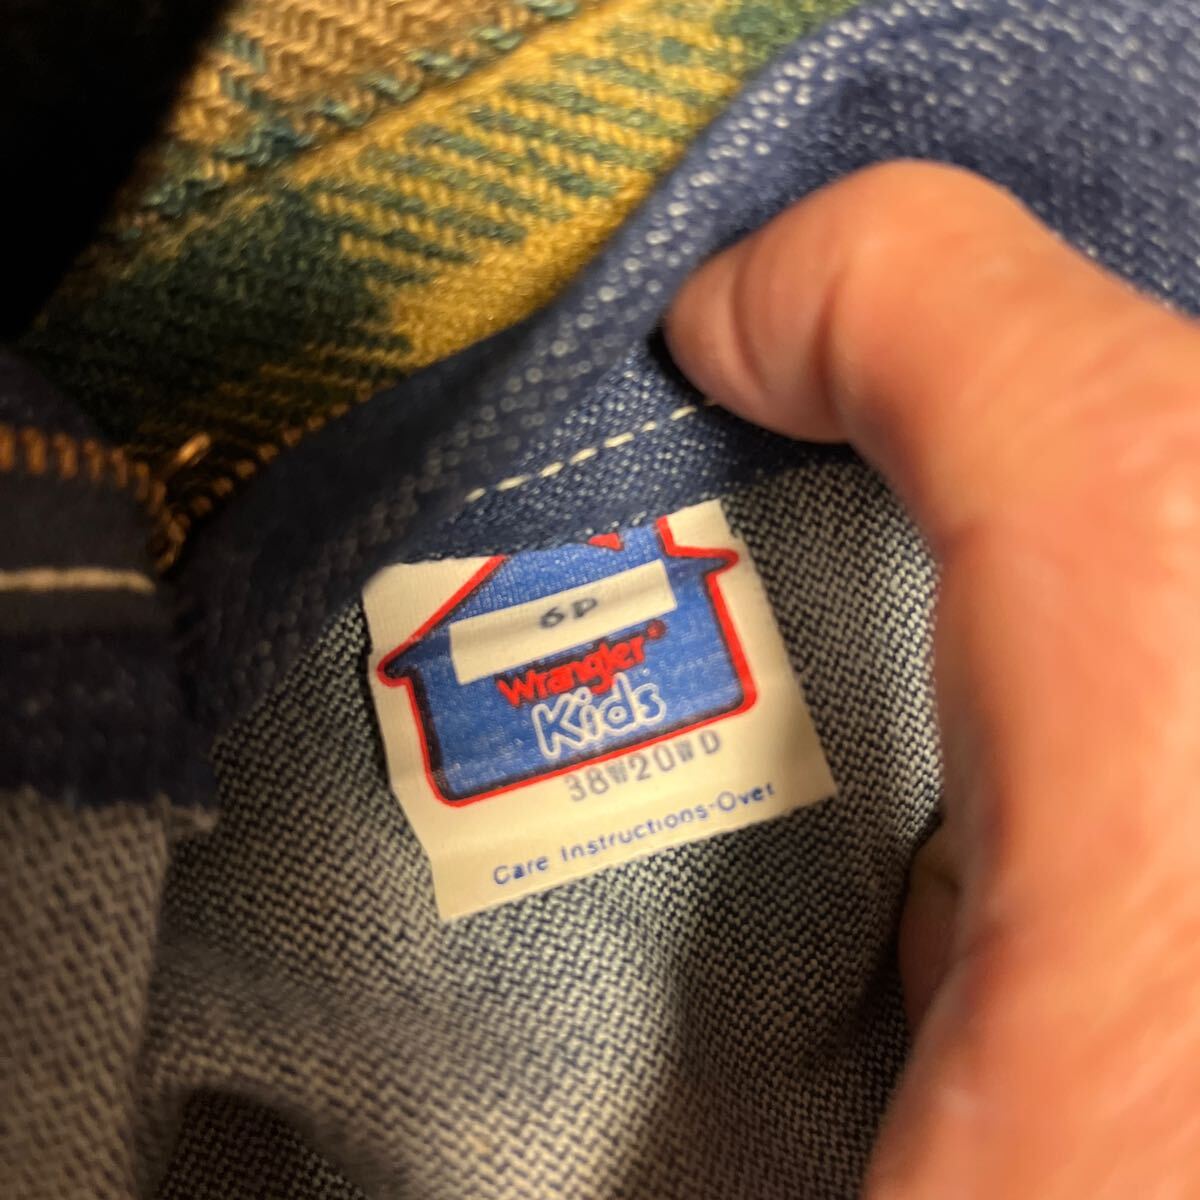 6P
Wrangler®
Kids
38W20WD
Care Instructions-Over